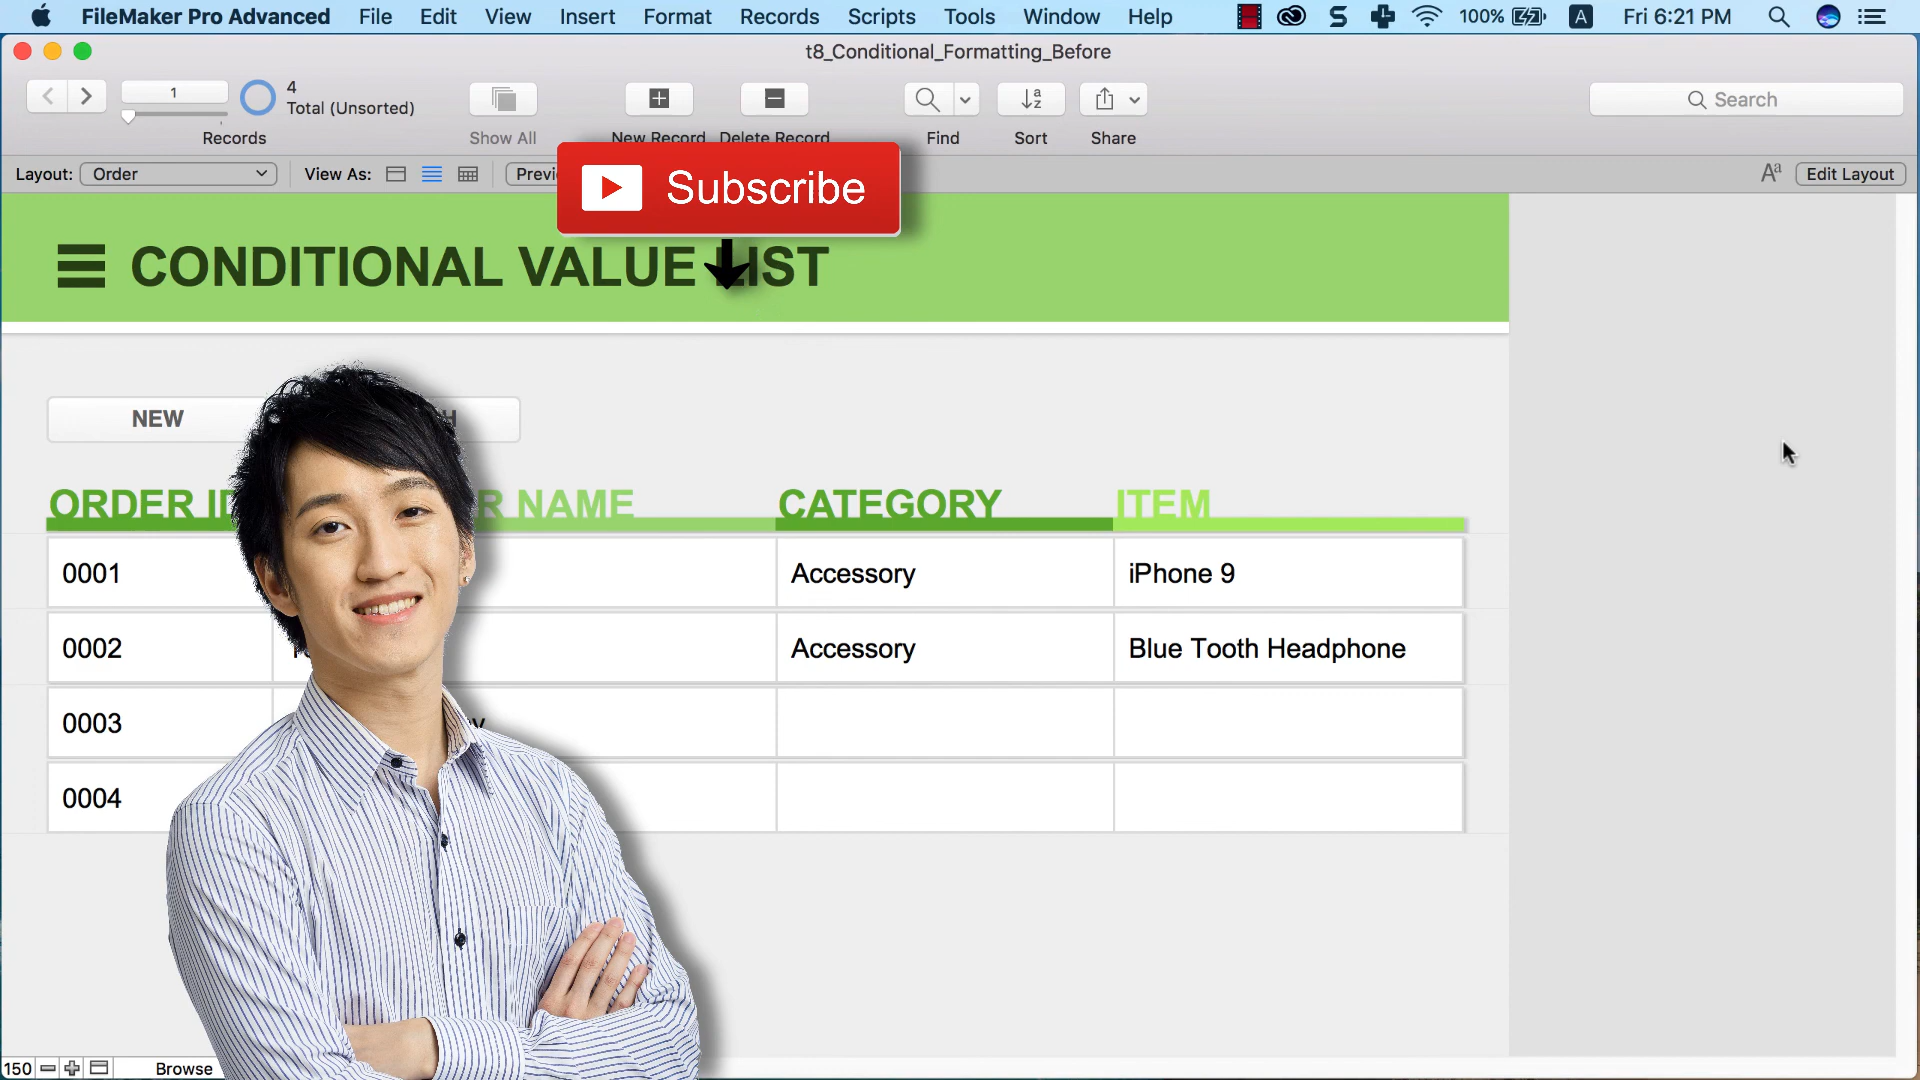 FileMaker Pro Advanced File Edit View Insert Format Records Scripts Tools Window Help 100% A Fri 6:21 PM
t8_Conditional_Formatting_Before
1 4
Total (Unsorted)
Search
Records Show All New Record Delete Record Find Sort Share
Layout: Order View As: Aa Edit Layout
Subscribe
CONDITIONAL VALUE LIST
NEW
ORDER NAME CATEGORY ITEM
0001 Accessory iPhone 9
0002 Accessory Blue Tooth Headphone
0003
0004
150 Browse